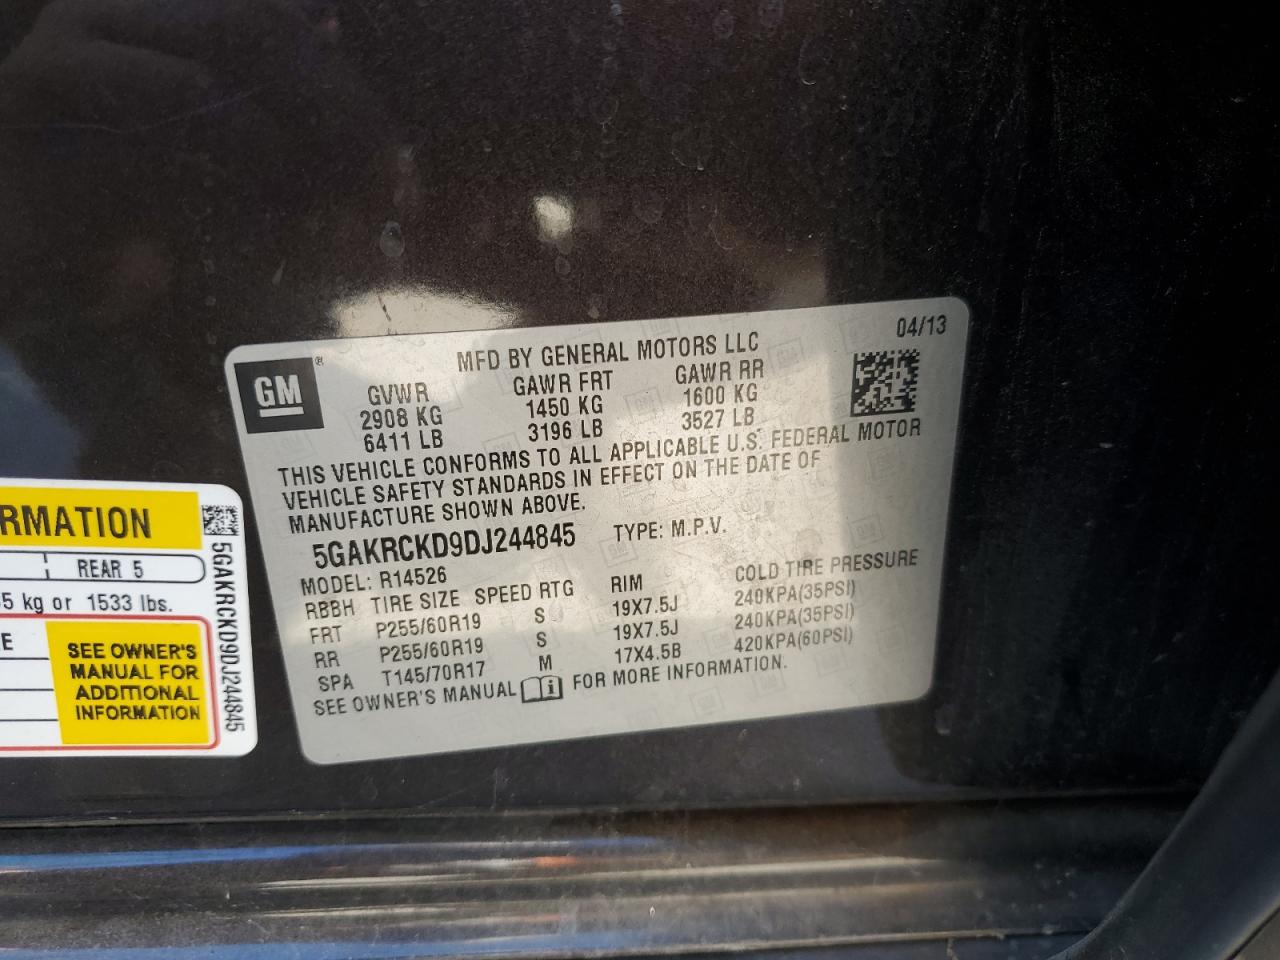 04/13
GM ®
MFD BY GENERAL MOTORS LLC
GVWR GAWR FRT GAWR RR
2908 KG 1450 KG 1600 KG
6411 LB 3196 LB 3527 LB
THIS VEHICLE CONFORMS TO ALL APPLICABLE U.S. FEDERAL MOTOR
VEHICLE SAFETY STANDARDS IN EFFECT ON THE DATE OF
MANUFACTURE SHOWN ABOVE.
5GAKRCKD9DJ244845 TYPE: M.P.V.
MODEL: R14526
RBBH TIRE SIZE SPEED RTG RIM COLD TIRE PRESSURE
FRT P255/60R19 S 19X7.5J 240KPA(35PSI)
RR P255/60R19 S 19X7.5J 240KPA(35PSI)
SPA T145/70R17 M 17X4.5B 420KPA(60PSI)
SEE OWNER'S MANUAL i FOR MORE INFORMATION.
RMATION
REAR 5
5 kg or 1533 lbs.
E
SEE OWNER'S
MANUAL FOR
ADDITIONAL
INFORMATION
5GAKRCKD9DJ244845